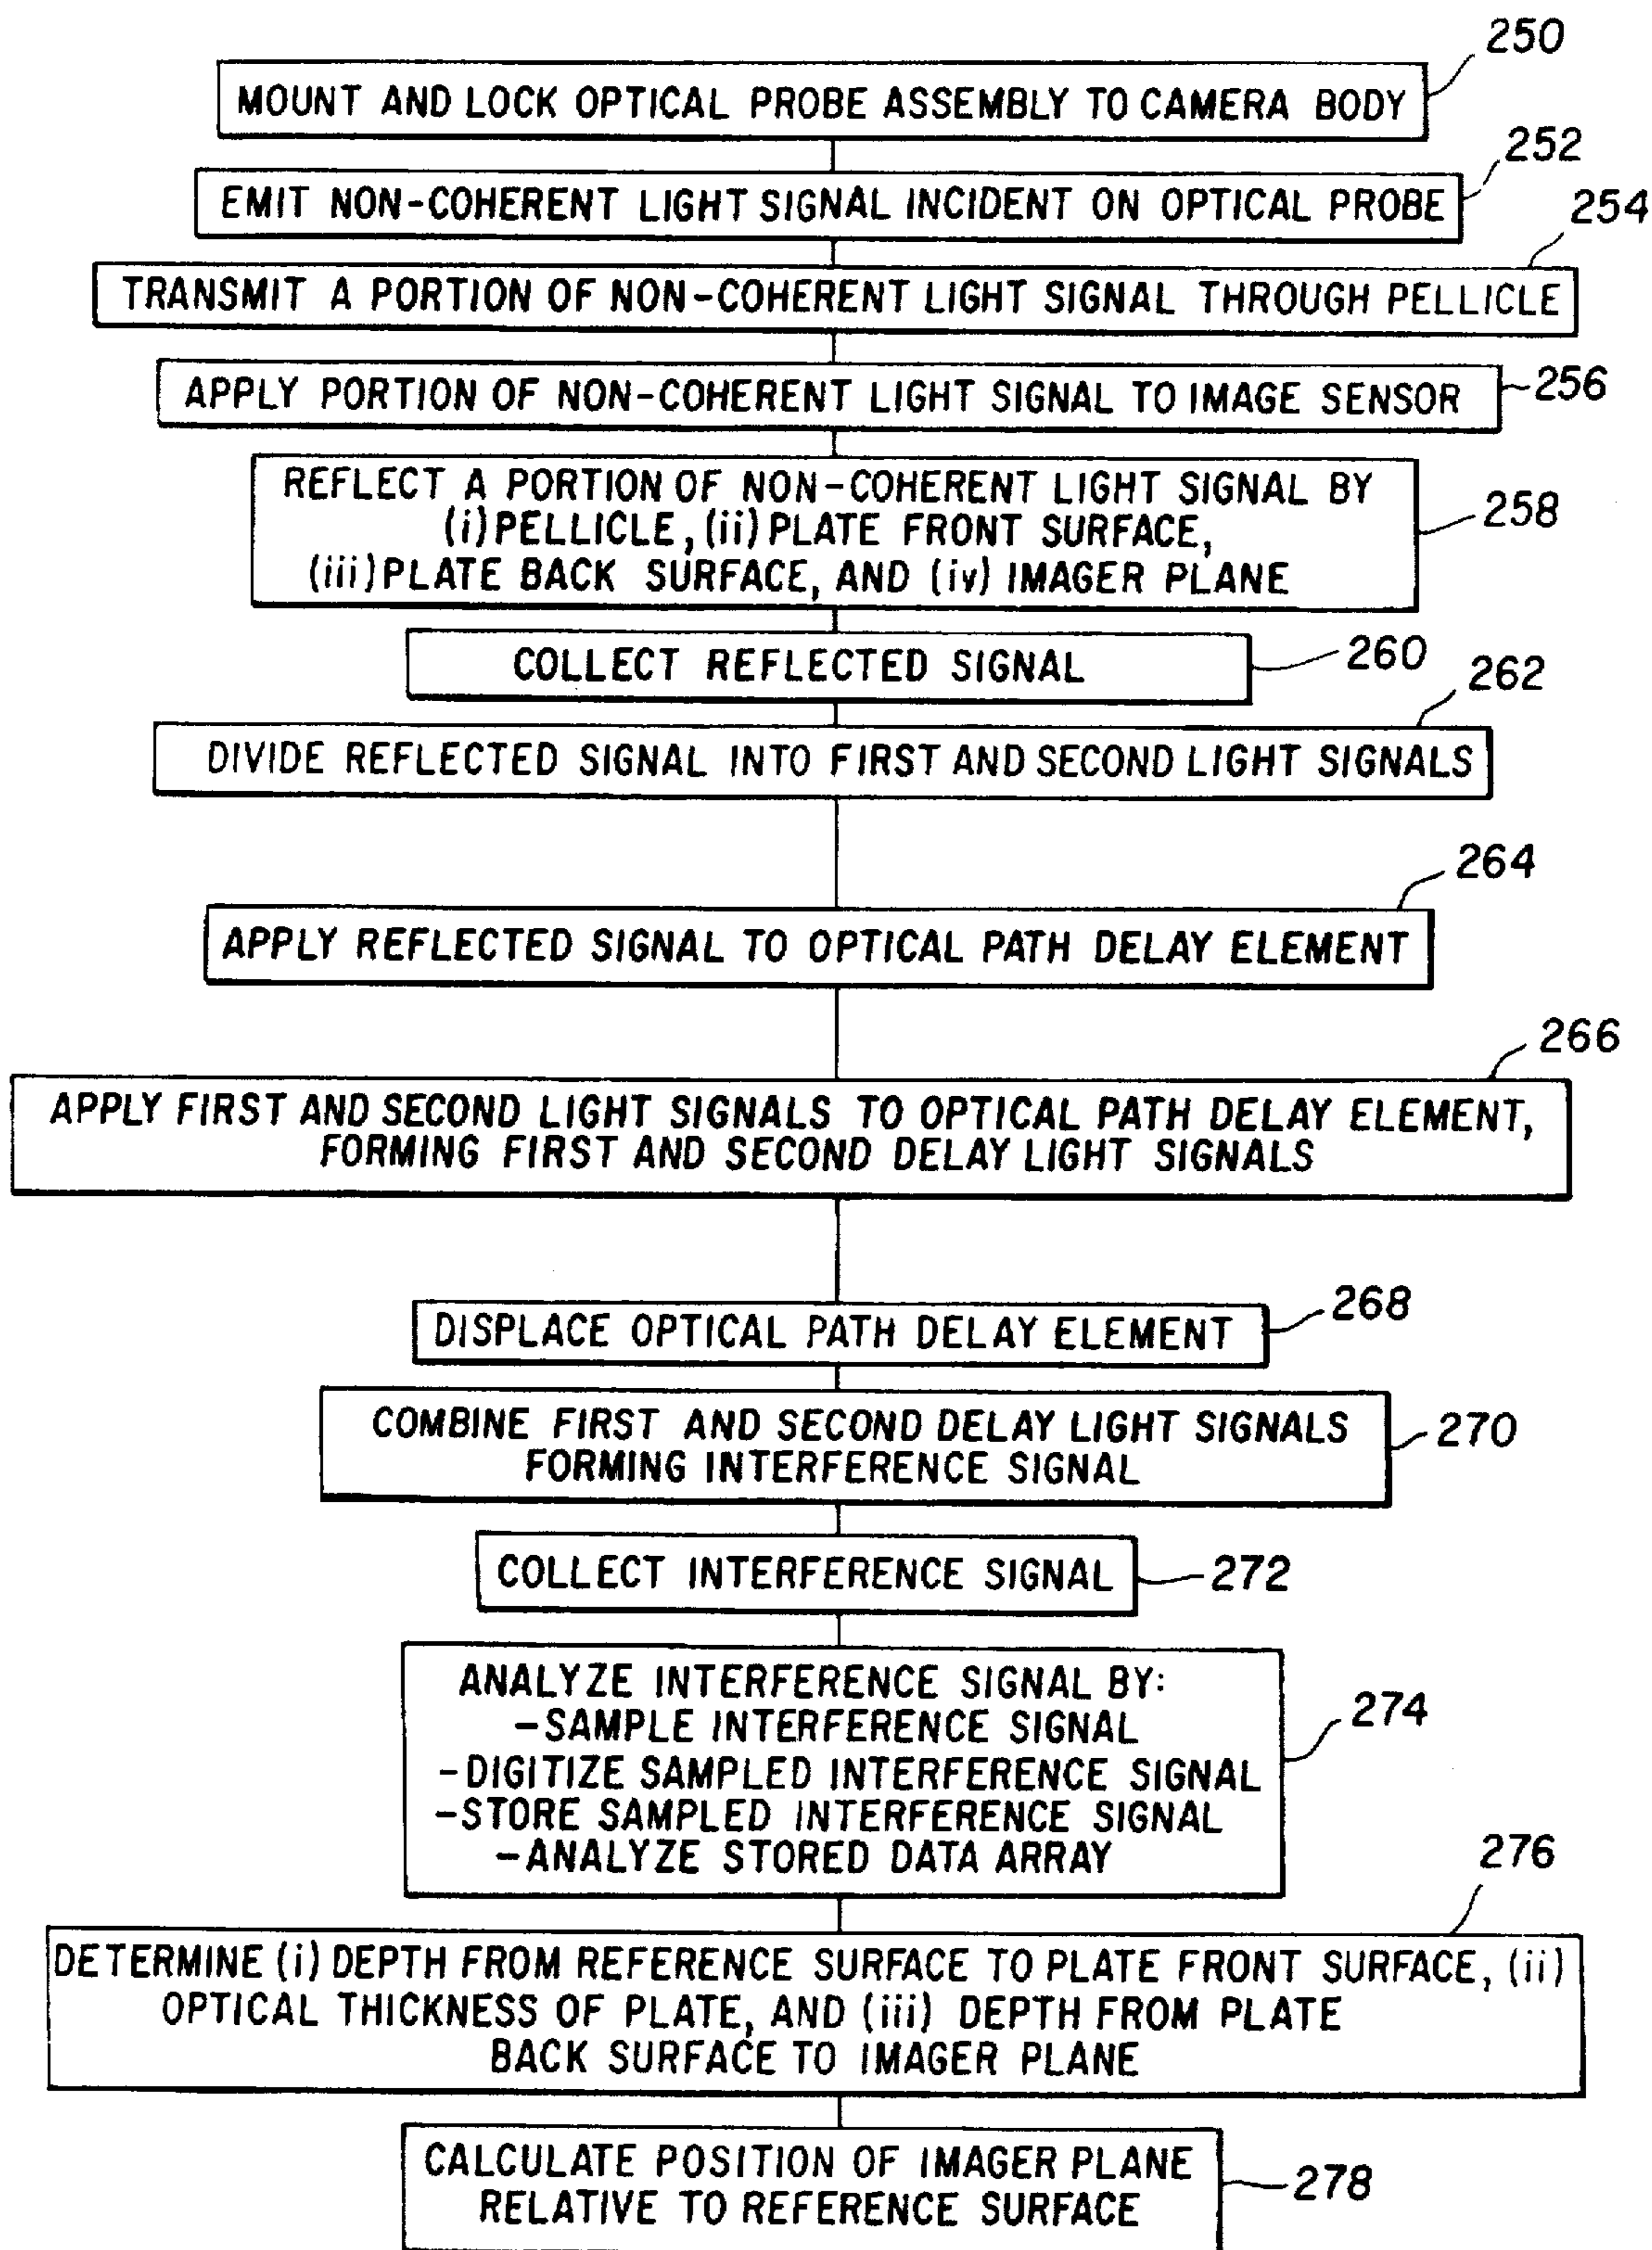 250
MOUNT AND LOCK OPTICAL PROBE ASSEMBLY TO CAMERA BODY
252
EMIT NON-COHERENT LIGHT SIGNAL INCIDENT ON OPTICAL PROBE
254
TRANSMIT A PORTION OF NON-COHERENT LIGHT SIGNAL THROUGH PELLICLE
APPLY PORTION OF NON-COHERENT LIGHT SIGNAL TO IMAGE SENSOR
256
REFLECT A PORTION OF NON-COHERENT LIGHT SIGNAL BY
(i) PELLICLE, (ii) PLATE FRONT SURFACE,
(iii) PLATE BACK SURFACE, AND (iv) IMAGER PLANE
258
COLLECT REFLECTED SIGNAL
260
262
DIVIDE REFLECTED SIGNAL INTO FIRST AND SECOND LIGHT SIGNALS
264
APPLY REFLECTED SIGNAL TO OPTICAL PATH DELAY ELEMENT
266
APPLY FIRST AND SECOND LIGHT SIGNALS TO OPTICAL PATH DELAY ELEMENT,
FORMING FIRST AND SECOND DELAY LIGHT SIGNALS
DISPLACE OPTICAL PATH DELAY ELEMENT
268
COMBINE FIRST AND SECOND DELAY LIGHT SIGNALS
FORMING INTERFERENCE SIGNAL
270
COLLECT INTERFERENCE SIGNAL
272
ANALYZE INTERFERENCE SIGNAL BY:
-SAMPLE INTERFERENCE SIGNAL
-DIGITIZE SAMPLED INTERFERENCE SIGNAL
-STORE SAMPLED INTERFERENCE SIGNAL
-ANALYZE STORED DATA ARRAY
274
276
DETERMINE (i) DEPTH FROM REFERENCE SURFACE TO PLATE FRONT SURFACE, (ii)
OPTICAL THICKNESS OF PLATE, AND (iii) DEPTH FROM PLATE
BACK SURFACE TO IMAGER PLANE
CALCULATE POSITION OF IMAGER PLANE
RELATIVE TO REFERENCE SURFACE
278